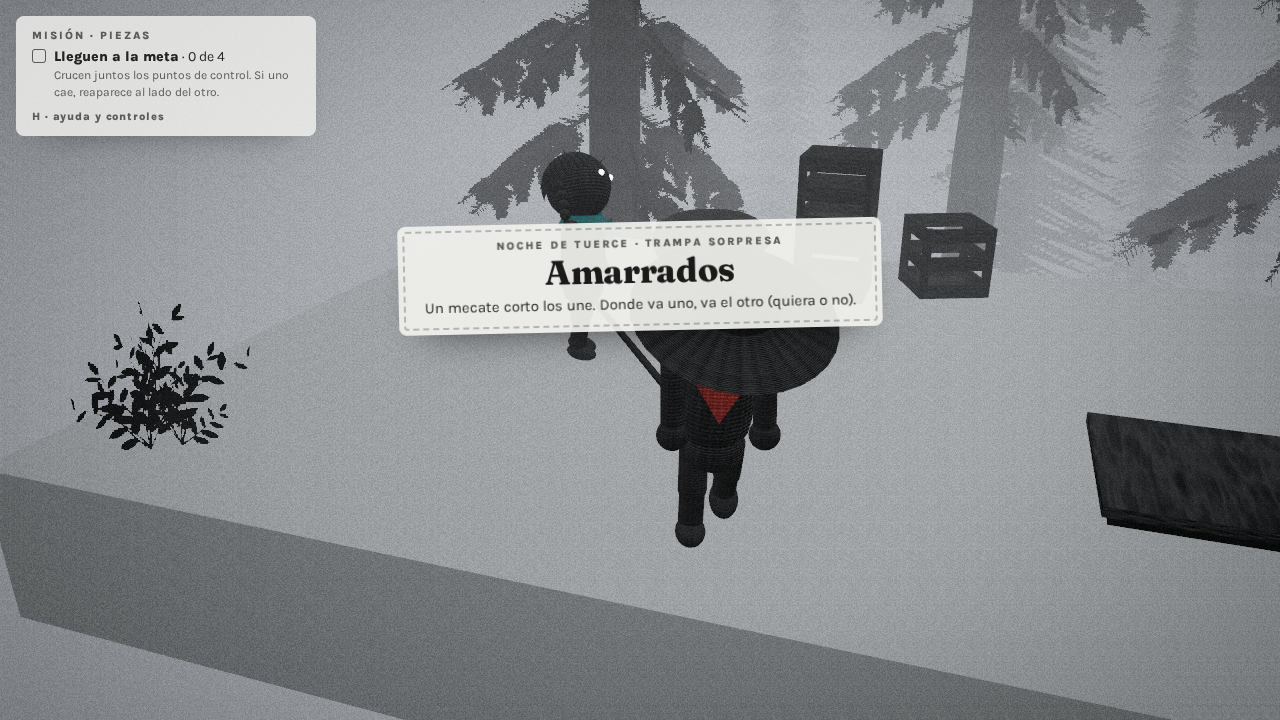 MISIÓN · PIEZAS
Lleguen a la meta · 0 de 4
Crucen juntos los puntos de control. Si uno
cae, reaparece al lado del otro.
H · ayuda y controles
NOCHE DE TUERCE · TRAMPA SORPRESA
Amarrados
Un mecate corto los une. Donde va uno, va el otro (quiera o no).